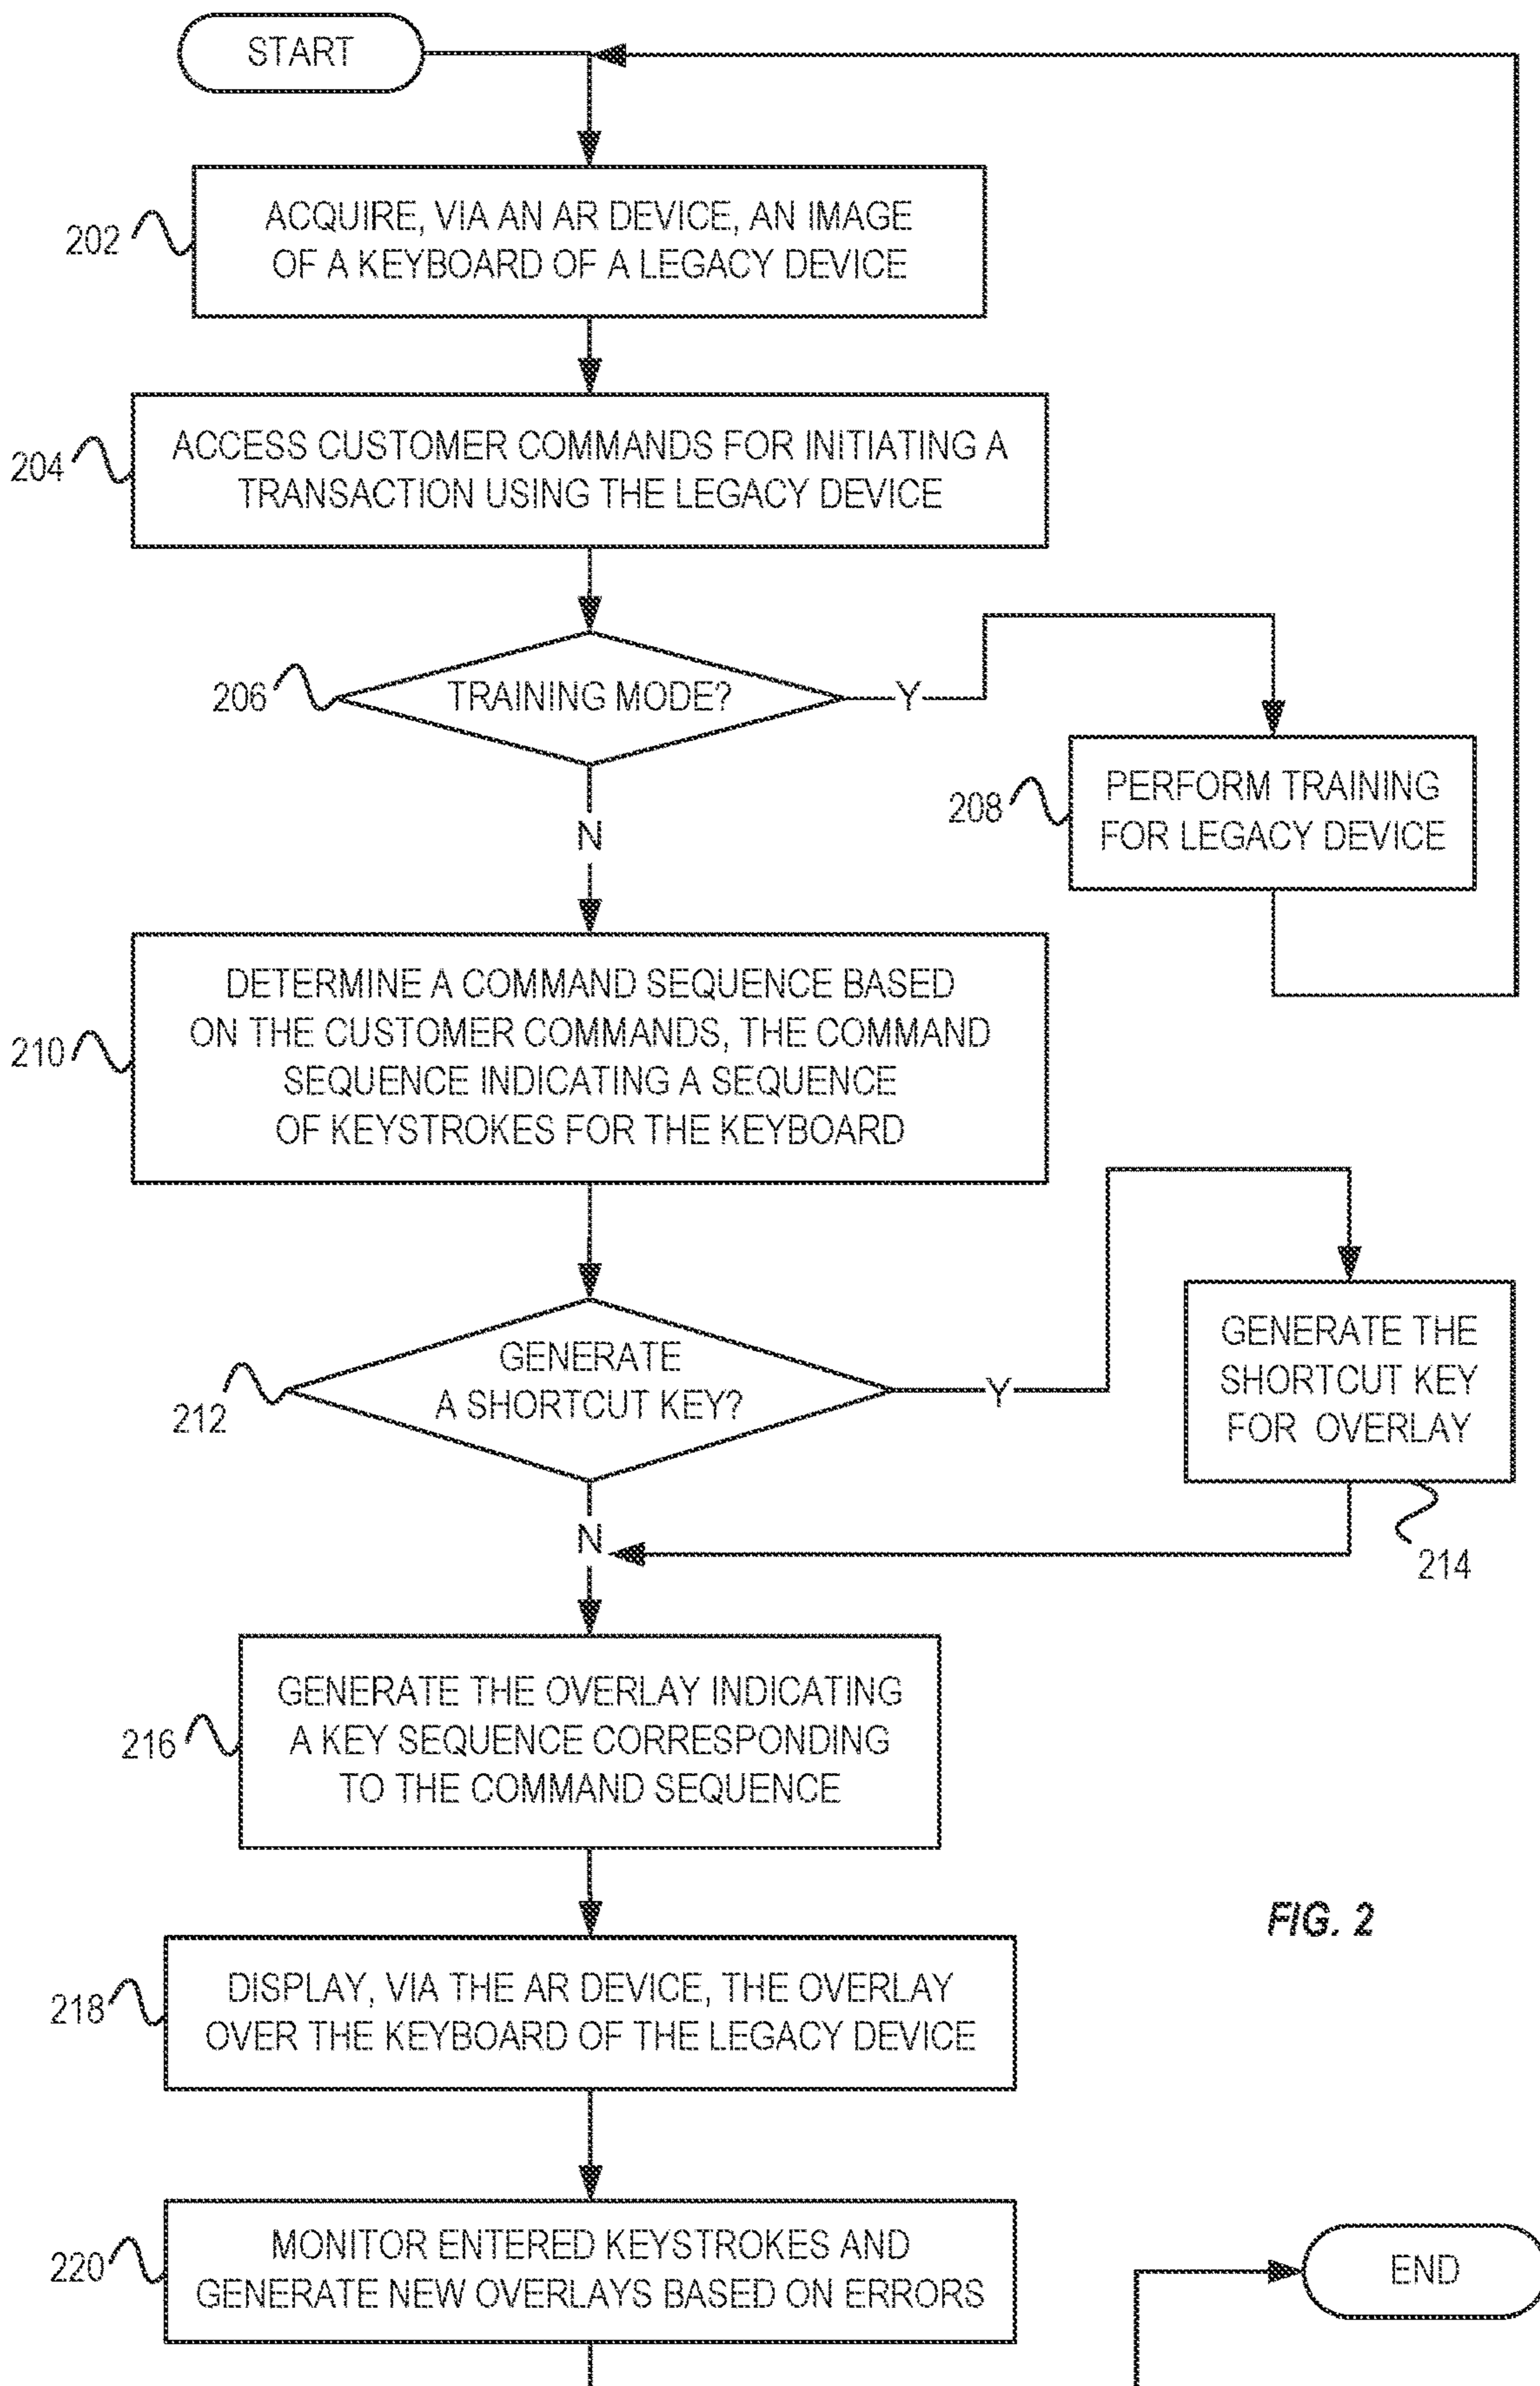 START
202
ACQUIRE, VIA AN AR DEVICE, AN IMAGE
OF A KEYBOARD OF A LEGACY DEVICE
204
ACCESS CUSTOMER COMMANDS FOR INITIATING A
TRANSACTION USING THE LEGACY DEVICE
206
TRAINING MODE?
Y
N
208
PERFORM TRAINING
FOR LEGACY DEVICE
210
DETERMINE A COMMAND SEQUENCE BASED
ON THE CUSTOMER COMMANDS, THE COMMAND
SEQUENCE INDICATING A SEQUENCE
OF KEYSTROKES FOR THE KEYBOARD
212
GENERATE
A SHORTCUT KEY?
Y
N
GENERATE THE
SHORTCUT KEY
FOR OVERLAY
214
216
GENERATE THE OVERLAY INDICATING
A KEY SEQUENCE CORRESPONDING
TO THE COMMAND SEQUENCE
FIG. 2
218
DISPLAY, VIA THE AR DEVICE, THE OVERLAY
OVER THE KEYBOARD OF THE LEGACY DEVICE
220
MONITOR ENTERED KEYSTROKES AND
GENERATE NEW OVERLAYS BASED ON ERRORS
END